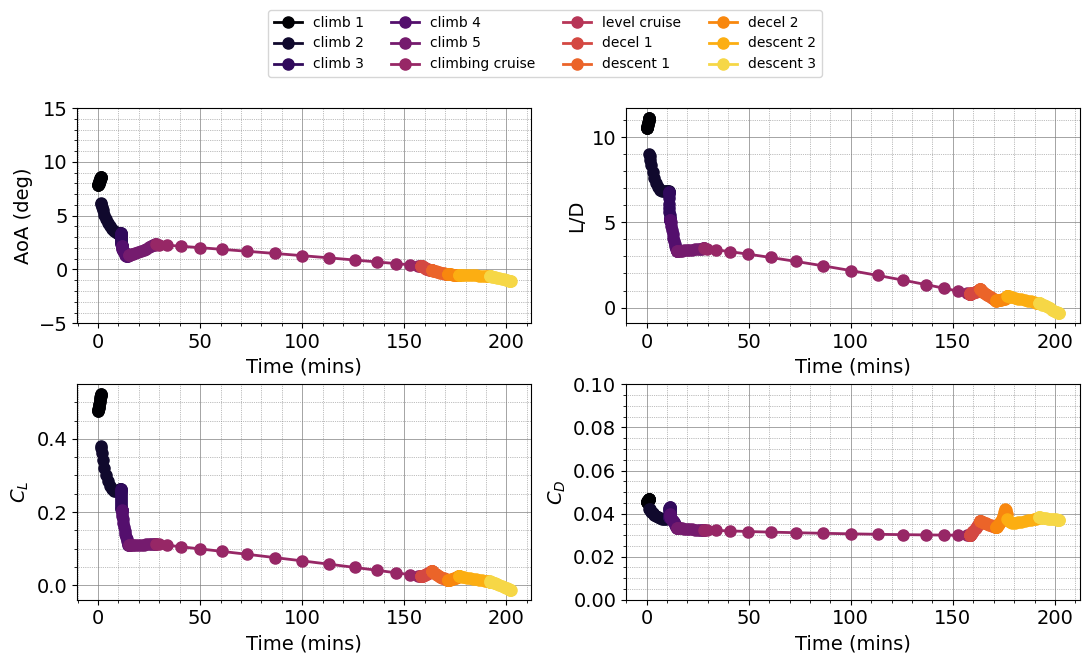 climb 1
climb 2
climb 3
climb 4
climb 5
climbing cruise
level cruise
decel 1
descent 1
decel 2
descent 2
descent 3
15
10
5
0
−5
AoA (deg)
0 50 100 150 200
Time (mins)
10
5
0
L/D
0 50 100 150 200
Time (mins)
0.4
0.2
0.0
C_L
0 50 100 150 200
Time (mins)
0.10
0.08
0.06
0.04
0.02
0.00
C_D
0 50 100 150 200
Time (mins)